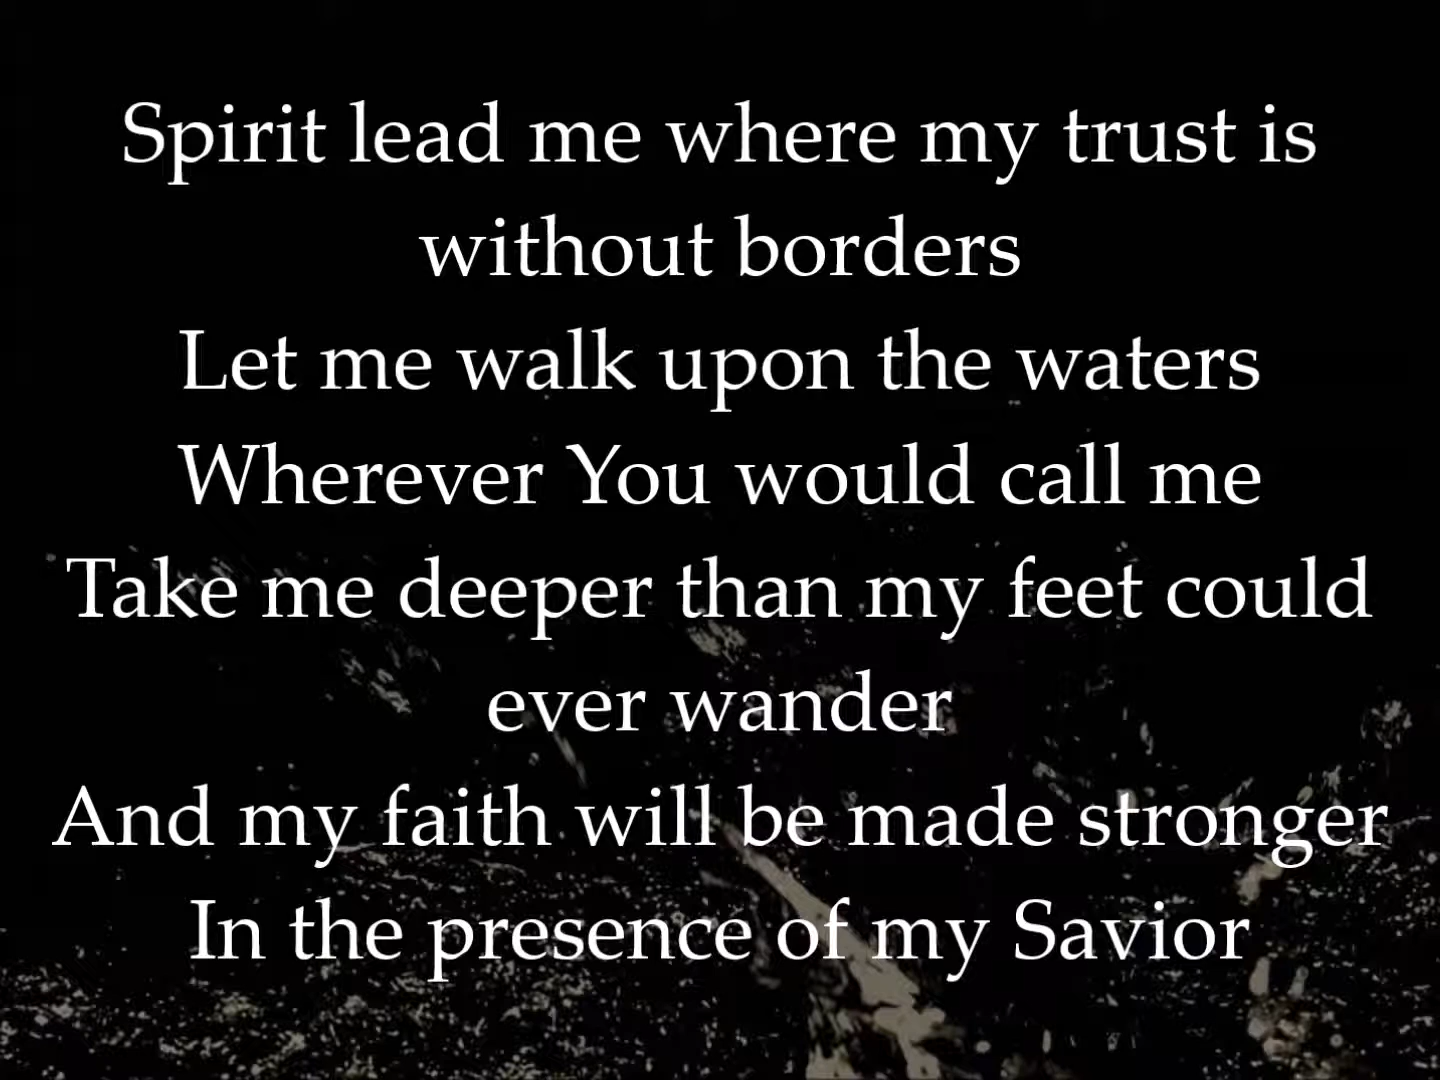 Spirit lead me where my trust is
without borders
Let me walk upon the waters
Wherever You would call me
Take me deeper than my feet could
ever wander
And my faith will be made stronger
In the presence of my Savior